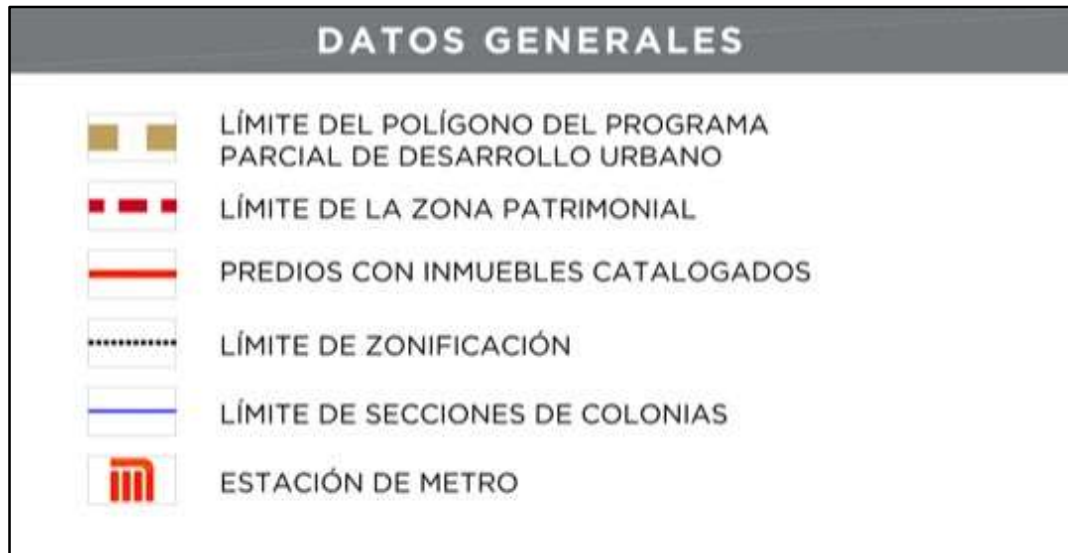 DATOS GENERALES
LÍMITE DEL POLÍGONO DEL PROGRAMA
PARCIAL DE DESARROLLO URBANO
LÍMITE DE LA ZONA PATRIMONIAL
PREDIOS CON INMUEBLES CATALOGADOS
LÍMITE DE ZONIFICACIÓN
LÍMITE DE SECCIONES DE COLONIAS
ESTACIÓN DE METRO